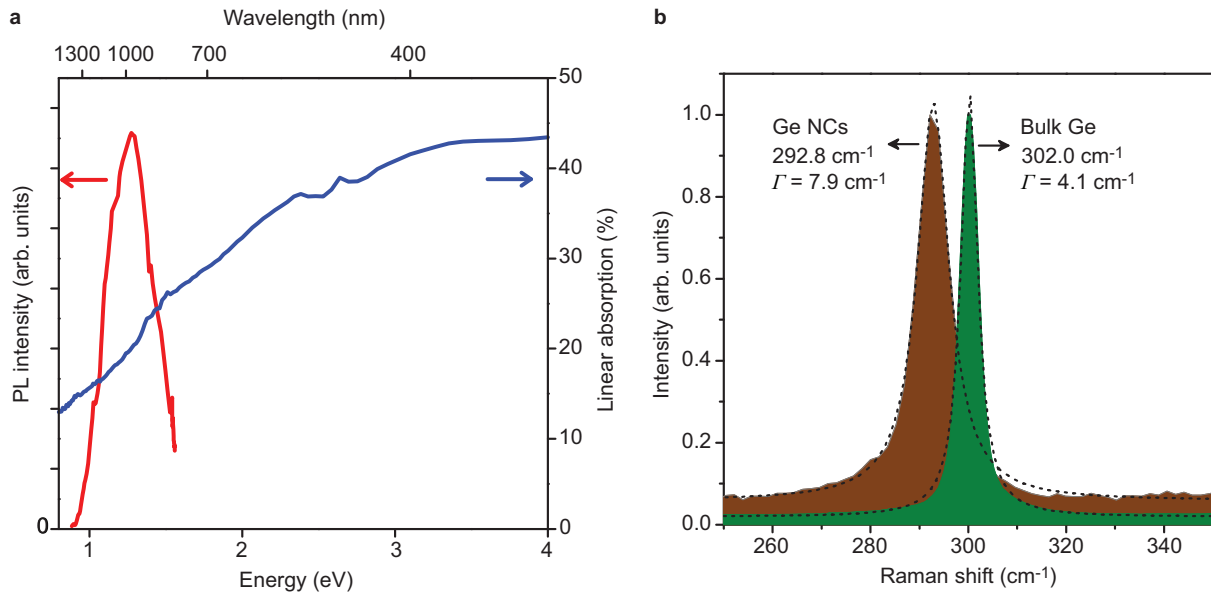 a
Wavelength (nm)
1300 1000 700 400
PL intensity (arb. units)
0
50
40
30
20
10
0
Linear absorption (%)
1 2 3 4
Energy (eV)
b
Intensity (arb. units)
1.0
0.8
0.6
0.4
0.2
0.0
Ge NCs
292.8 cm-1
Γ = 7.9 cm-1
Bulk Ge
302.0 cm-1
Γ = 4.1 cm-1
260 280 300 320 340
Raman shift (cm-1)